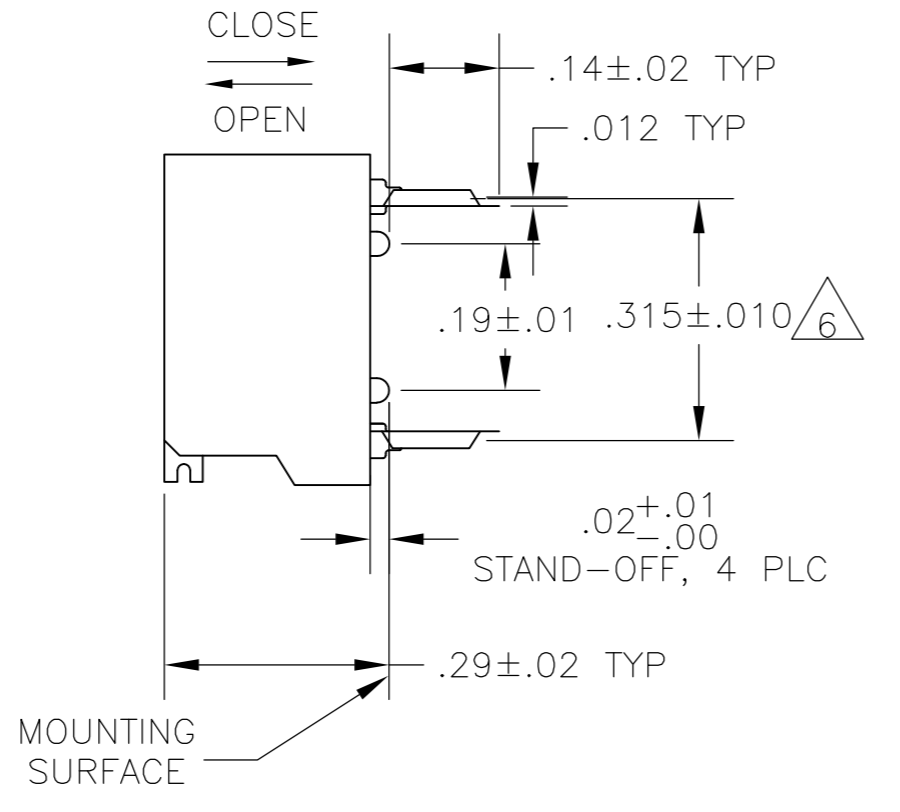 CLOSE
OPEN
.14±.02 TYP
.012 TYP
.19±.01
.315±.010
6
.02+.01
-.00
STAND-OFF, 4 PLC
.29±.02 TYP
MOUNTING
SURFACE